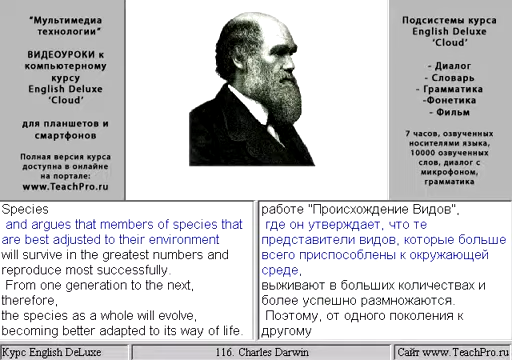 "Мультимедиа
технологии"
ВИДЕОУРОКИ к
компьютерному
курсу
English DeLuxe
'Cloud'
для планшетов и
смартфонов
Полная версия курса
доступна в онлайне
на портале:
www.TeachPro.ru
Подсистемы курса
English Deluxe
'Cloud'
- Диалог
- Словарь
- Грамматика
-Фонетика
- Фильм
7 часов, озвученных
носителями языка,
10000 озвученных
слов, диалог с
микрофоном,
грамматика
Species
and argues that members of species that
are best adjusted to their environment
will survive in the greatest numbers and
reproduce most successfully.
From one generation to the next,
therefore,
the species as a whole will evolve,
becoming better adapted to its way of life.
работе "Происхождение Видов",
где он утверждает, что те
представители видов, которые больше
всего приспособлены к окружающей
среде,
выживают в больших количествах и
более успешно размножаются.
Поэтому, от одного поколения к
другому
Курс English DeLuxe
116. Charles Darwin
Сайт www.TeachPro.ru